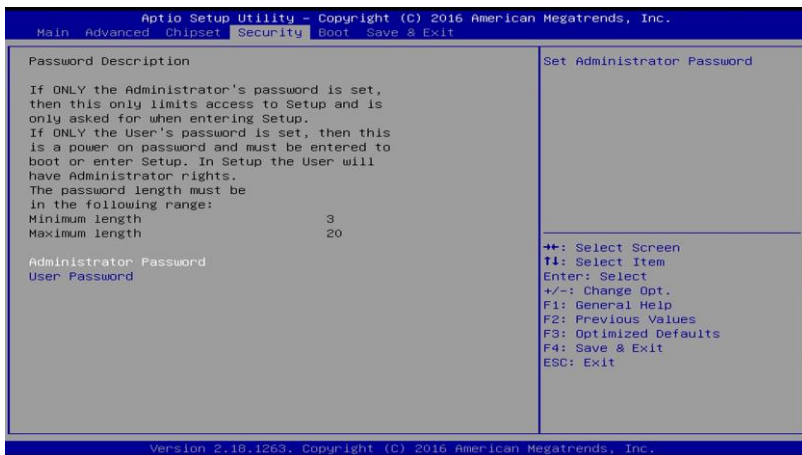 Aptio Setup Utility – Copyright (C) 2016 American Megatrends, Inc.
Main Advanced Chipset Security Boot Save & Exit
Password Description
If ONLY the Administrator's password is set,
then this only limits access to Setup and is
only asked for when entering Setup.
If ONLY the User's password is set, then this
is a power on password and must be entered to
boot or enter Setup. In Setup the User will
have Administrator rights.
The password length must be
in the following range:
Minimum length 3
Maximum length 20
Administrator Password
User Password
Set Administrator Password
→←: Select Screen
↑↓: Select Item
Enter: Select
+/-: Change Opt.
F1: General Help
F2: Previous Values
F3: Optimized Defaults
F4: Save & Exit
ESC: Exit
Version 2.18.1263. Copyright (C) 2016 American Megatrends, Inc.